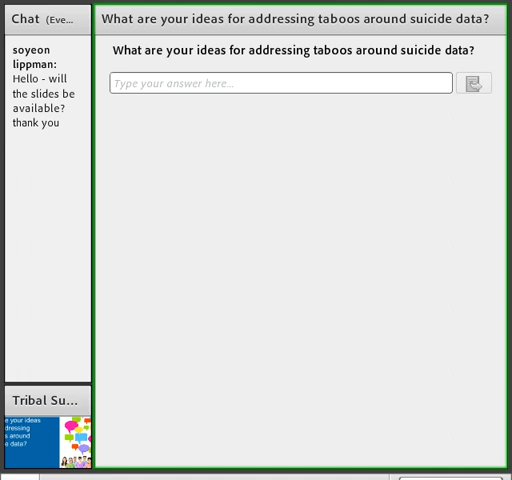 Chat (Eve...
What are your ideas for addressing taboos around suicide data?
soyeon
lippman:
Hello - will
the slides be
available?
thank you
What are your ideas for addressing taboos around suicide data?
Type your answer here...
Tribal Su...
e your ideas
dressing
s around
e data?